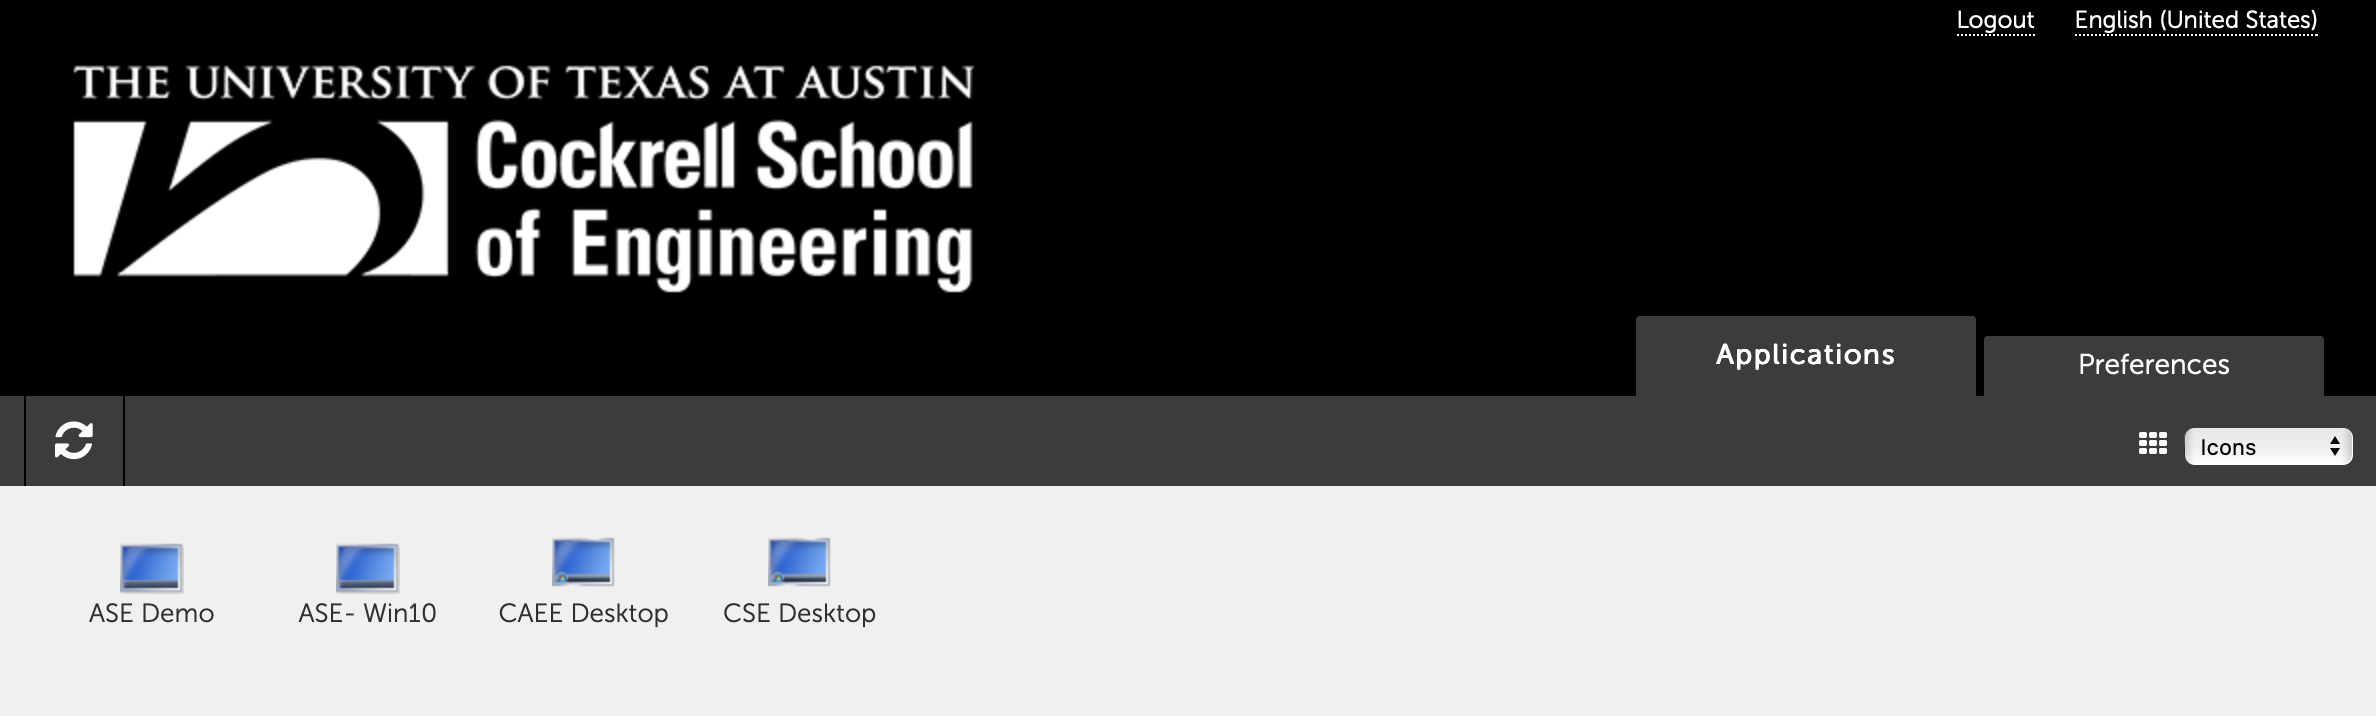 Logout English (United States)
THE UNIVERSITY OF TEXAS AT AUSTIN
Cockrell School
of Engineering
Applications Preferences
Icons
ASE Demo ASE- Win10 CAEE Desktop CSE Desktop